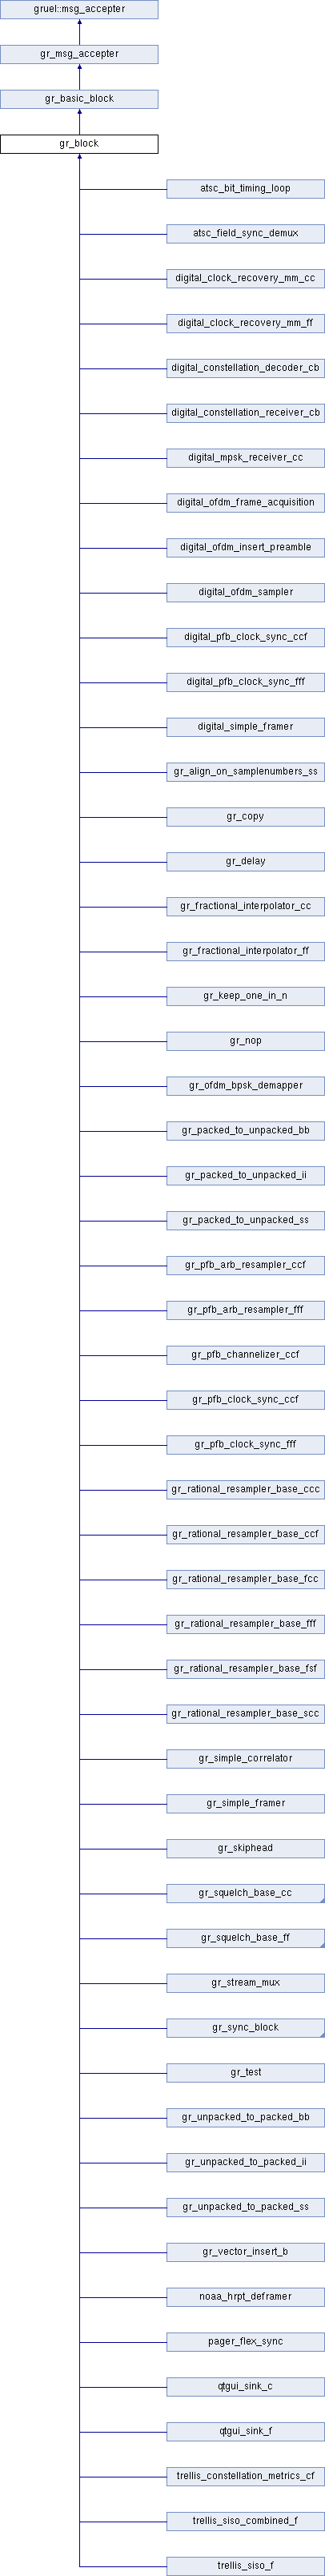 gruel::msg_accepter
gr_msg_accepter
gr_basic_block
gr_block
atsc_bit_timing_loop
atsc_field_sync_demux
digital_clock_recovery_mm_cc
digital_clock_recovery_mm_ff
digital_constellation_decoder_cb
digital_constellation_receiver_cb
digital_mpsk_receiver_cc
digital_ofdm_frame_acquisition
digital_ofdm_insert_preamble
digital_ofdm_sampler
digital_pfb_clock_sync_ccf
digital_pfb_clock_sync_fff
digital_simple_framer
gr_align_on_samplenumbers_ss
gr_copy
gr_delay
gr_fractional_interpolator_cc
gr_fractional_interpolator_ff
gr_keep_one_in_n
gr_nop
gr_ofdm_bpsk_demapper
gr_packed_to_unpacked_bb
gr_packed_to_unpacked_ii
gr_packed_to_unpacked_ss
gr_pfb_arb_resampler_ccf
gr_pfb_arb_resampler_fff
gr_pfb_channelizer_ccf
gr_pfb_clock_sync_ccf
gr_pfb_clock_sync_fff
gr_rational_resampler_base_ccc
gr_rational_resampler_base_ccf
gr_rational_resampler_base_fcc
gr_rational_resampler_base_fff
gr_rational_resampler_base_fsf
gr_rational_resampler_base_scc
gr_simple_correlator
gr_simple_framer
gr_skiphead
gr_squelch_base_cc
gr_squelch_base_ff
gr_stream_mux
gr_sync_block
gr_test
gr_unpacked_to_packed_bb
gr_unpacked_to_packed_ii
gr_unpacked_to_packed_ss
gr_vector_insert_b
noaa_hrpt_deframer
pager_flex_sync
qtgui_sink_c
qtgui_sink_f
trellis_constellation_metrics_cf
trellis_siso_combined_f
trellis_siso_f